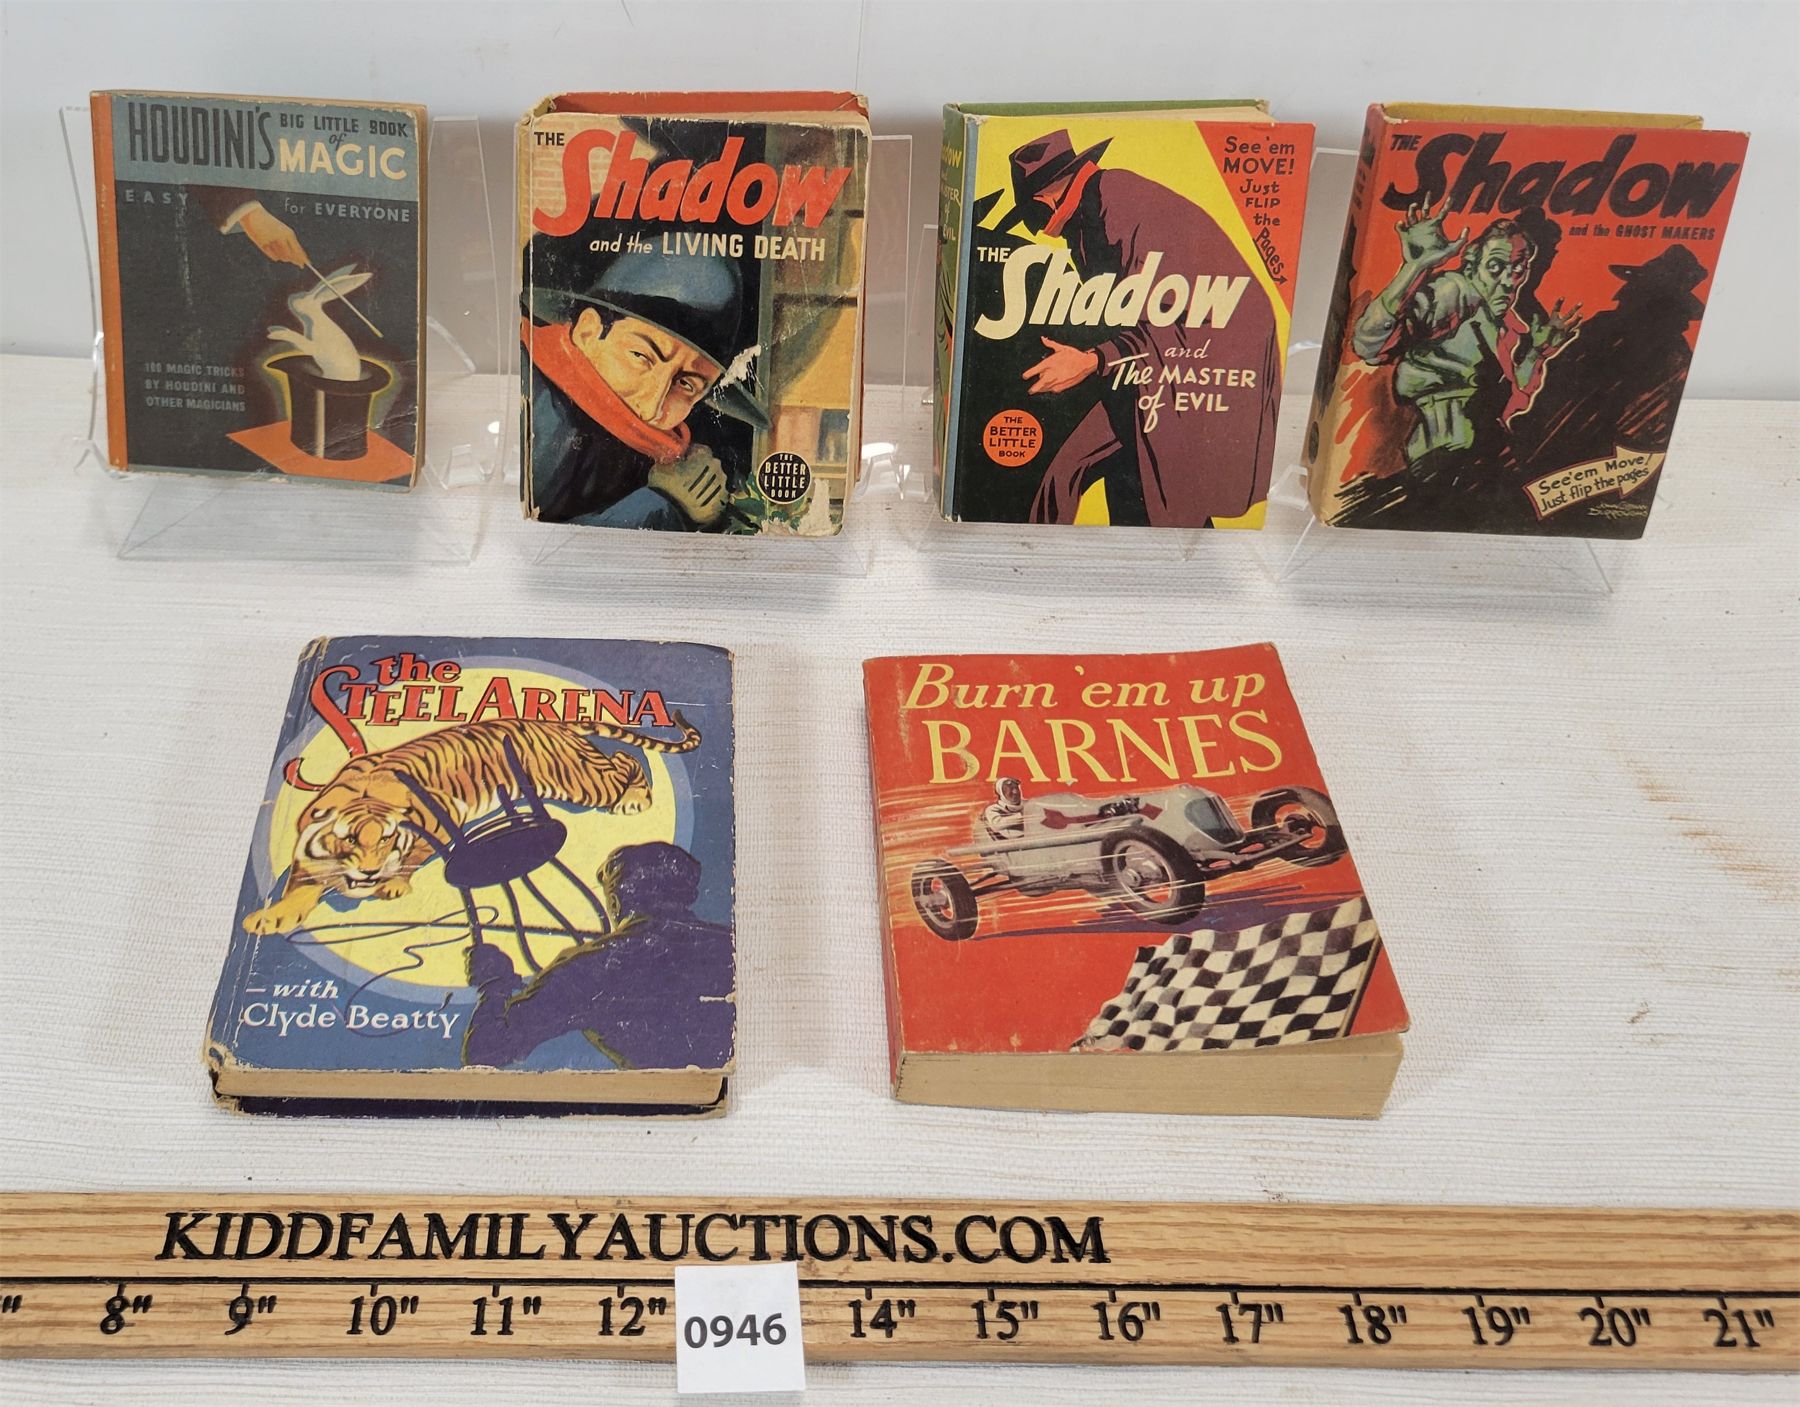 HOUDINI'S
BIG LITTLE BOOK
of
MAGIC
EASY
for EVERYONE
100 MAGIC TRICKS
BY HOUDINI AND
OTHER MAGICIANS
THE
Shadow
and the LIVING DEATH
THE
BETTER
LITTLE
BOOK
See 'em
MOVE!
Just
FLIP
the
Pages
THE
Shadow
and
The MASTER
of EVIL
THE
BETTER
LITTLE
BOOK
THE
Shadow
and the GHOST MAKERS
See 'em Move!
Just flip the pages
the
STEEL ARENA
— with
Clyde Beatty
Burn 'em up
BARNES
KIDDFAMILYAUCTIONS.COM
8" 9" 10" 11" 12" 14" 15" 16" 17" 18" 19" 20" 21"
0946